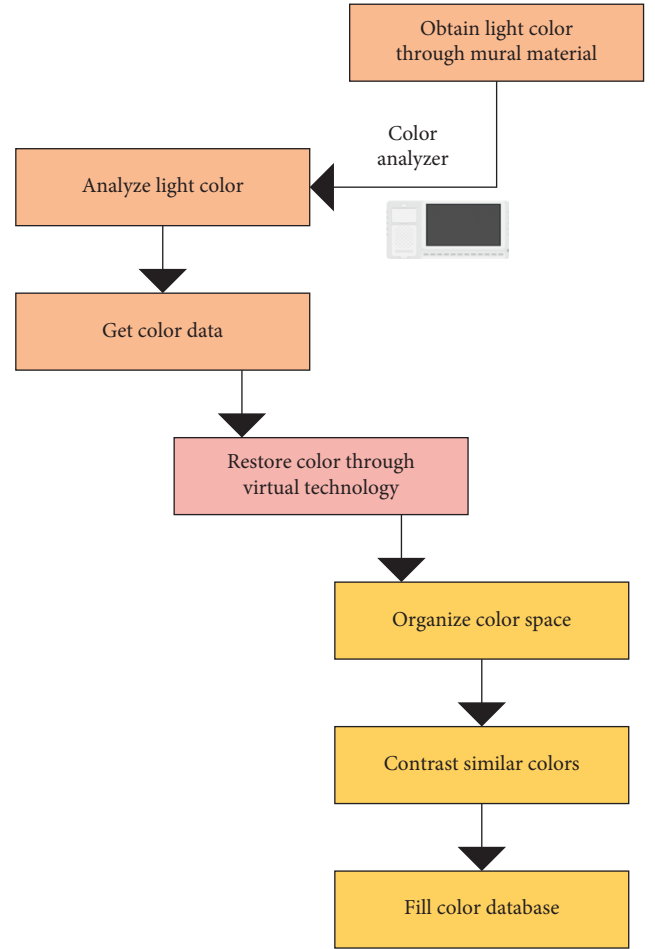 Obtain light color
through mural material
Color
analyzer
Analyze light color
Get color data
Restore color through
virtual technology
Organize color space
Contrast similar colors
Fill color database